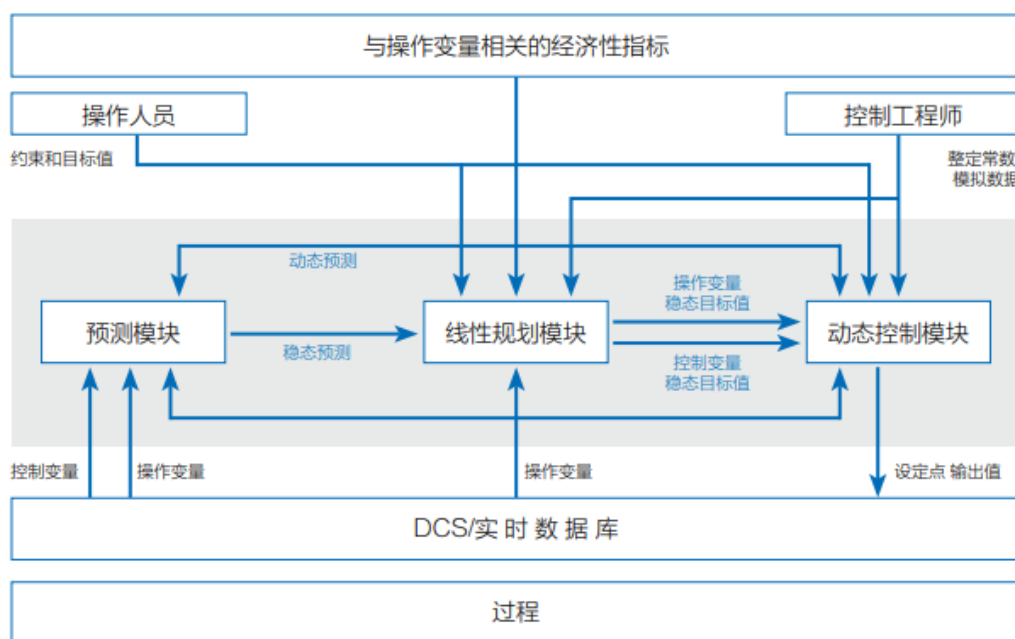 与操作变量相关的经济性指标
操作人员
控制工程师
约束和目标值
整定常数
模拟数据
动态预测
操作变量
稳态目标值
预测模块
线性规划模块
动态控制模块
稳态预测
控制变量
稳态目标值
控制变量
操作变量
操作变量
设定点 输出值
DCS/实 时 数 据 库
过程